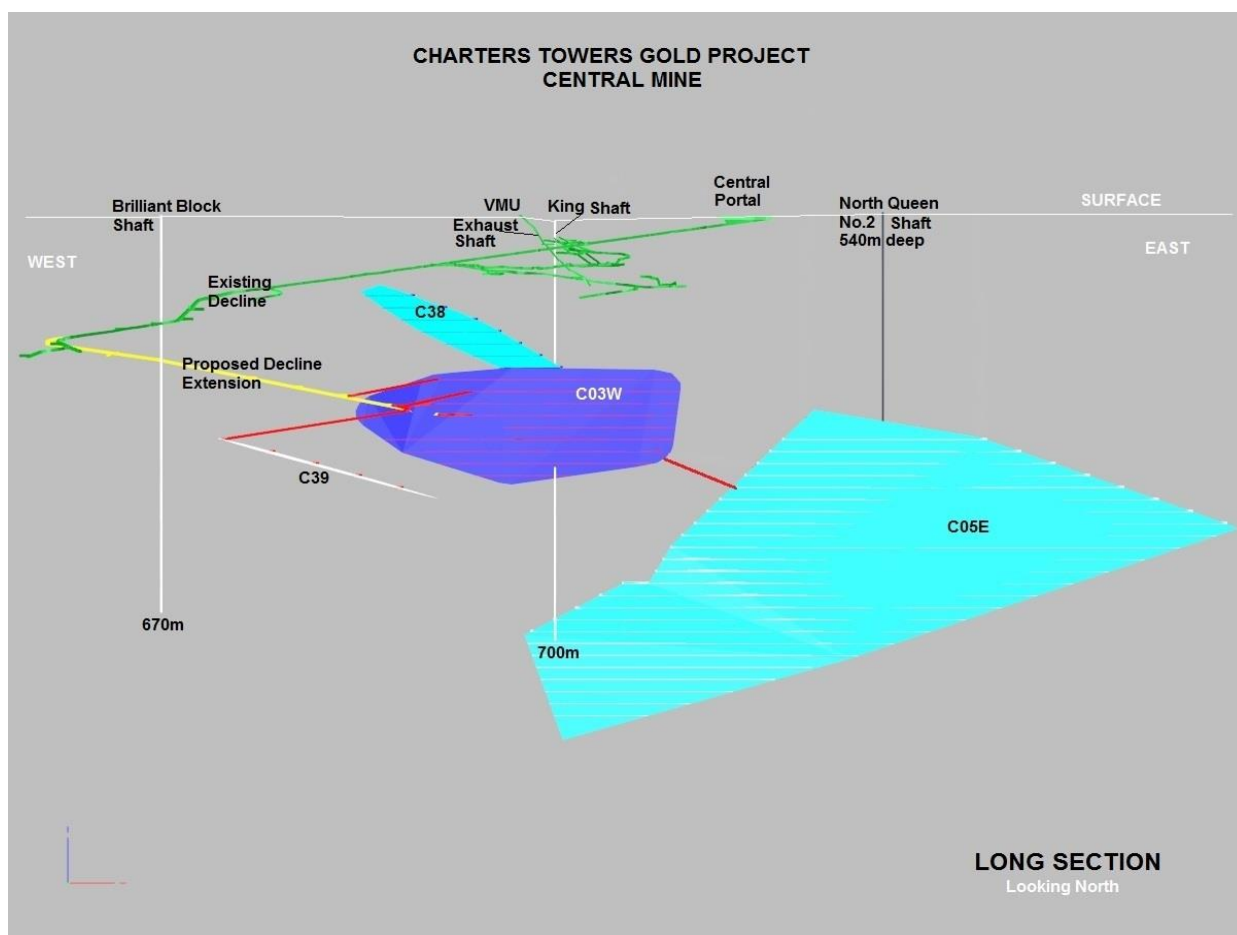 CHARTERS TOWERS GOLD PROJECT
CENTRAL MINE
Central
Portal
Brilliant Block
Shaft
VMU
Exhaust
Shaft
King Shaft
North Queen
No.2 Shaft
540m deep
SURFACE
WEST
EAST
Existing
Decline
C38
Proposed Decline
Extension
C03W
C39
C05E
670m
700m
LONG SECTION
Looking North